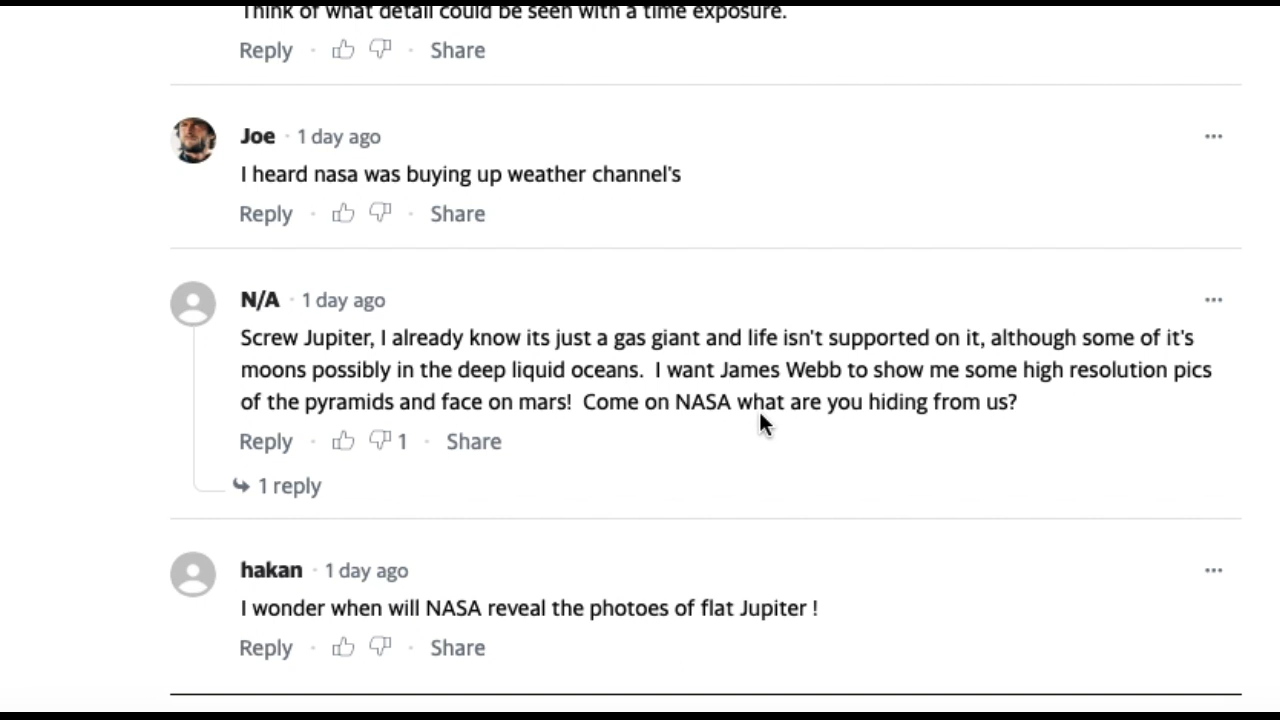 Think of what detail could be seen with a time exposure.
Reply · Share
Joe · 1 day ago
I heard nasa was buying up weather channel's
Reply · Share
N/A · 1 day ago
Screw Jupiter, I already know its just a gas giant and life isn't supported on it, although some of it's
moons possibly in the deep liquid oceans.  I want James Webb to show me some high resolution pics
of the pyramids and face on mars!  Come on NASA what are you hiding from us?
Reply · 1 · Share
1 reply
hakan · 1 day ago
I wonder when will NASA reveal the photoes of flat Jupiter !
Reply · Share